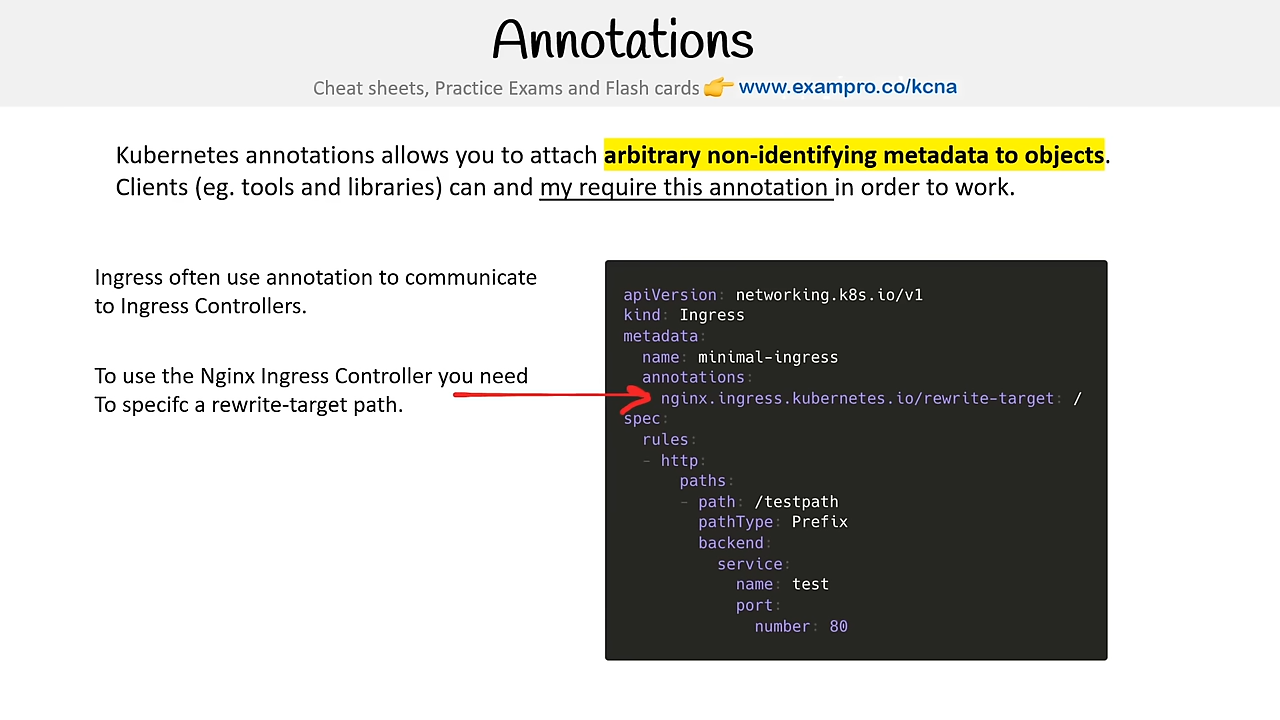 Annotations
Cheat sheets, Practice Exams and Flash cards 👉 www.exampro.co/kcna
Kubernetes annotations allows you to attach arbitrary non-identifying metadata to objects.
Clients (eg. tools and libraries) can and my require this annotation in order to work.
Ingress often use annotation to communicate
to Ingress Controllers.
To use the Nginx Ingress Controller you need
To specifc a rewrite-target path.
apiVersion: networking.k8s.io/v1
kind: Ingress
metadata:
  name: minimal-ingress
  annotations:
    nginx.ingress.kubernetes.io/rewrite-target: /
spec:
  rules:
  - http:
      paths:
      - path: /testpath
        pathType: Prefix
        backend:
          service:
            name: test
            port:
              number: 80